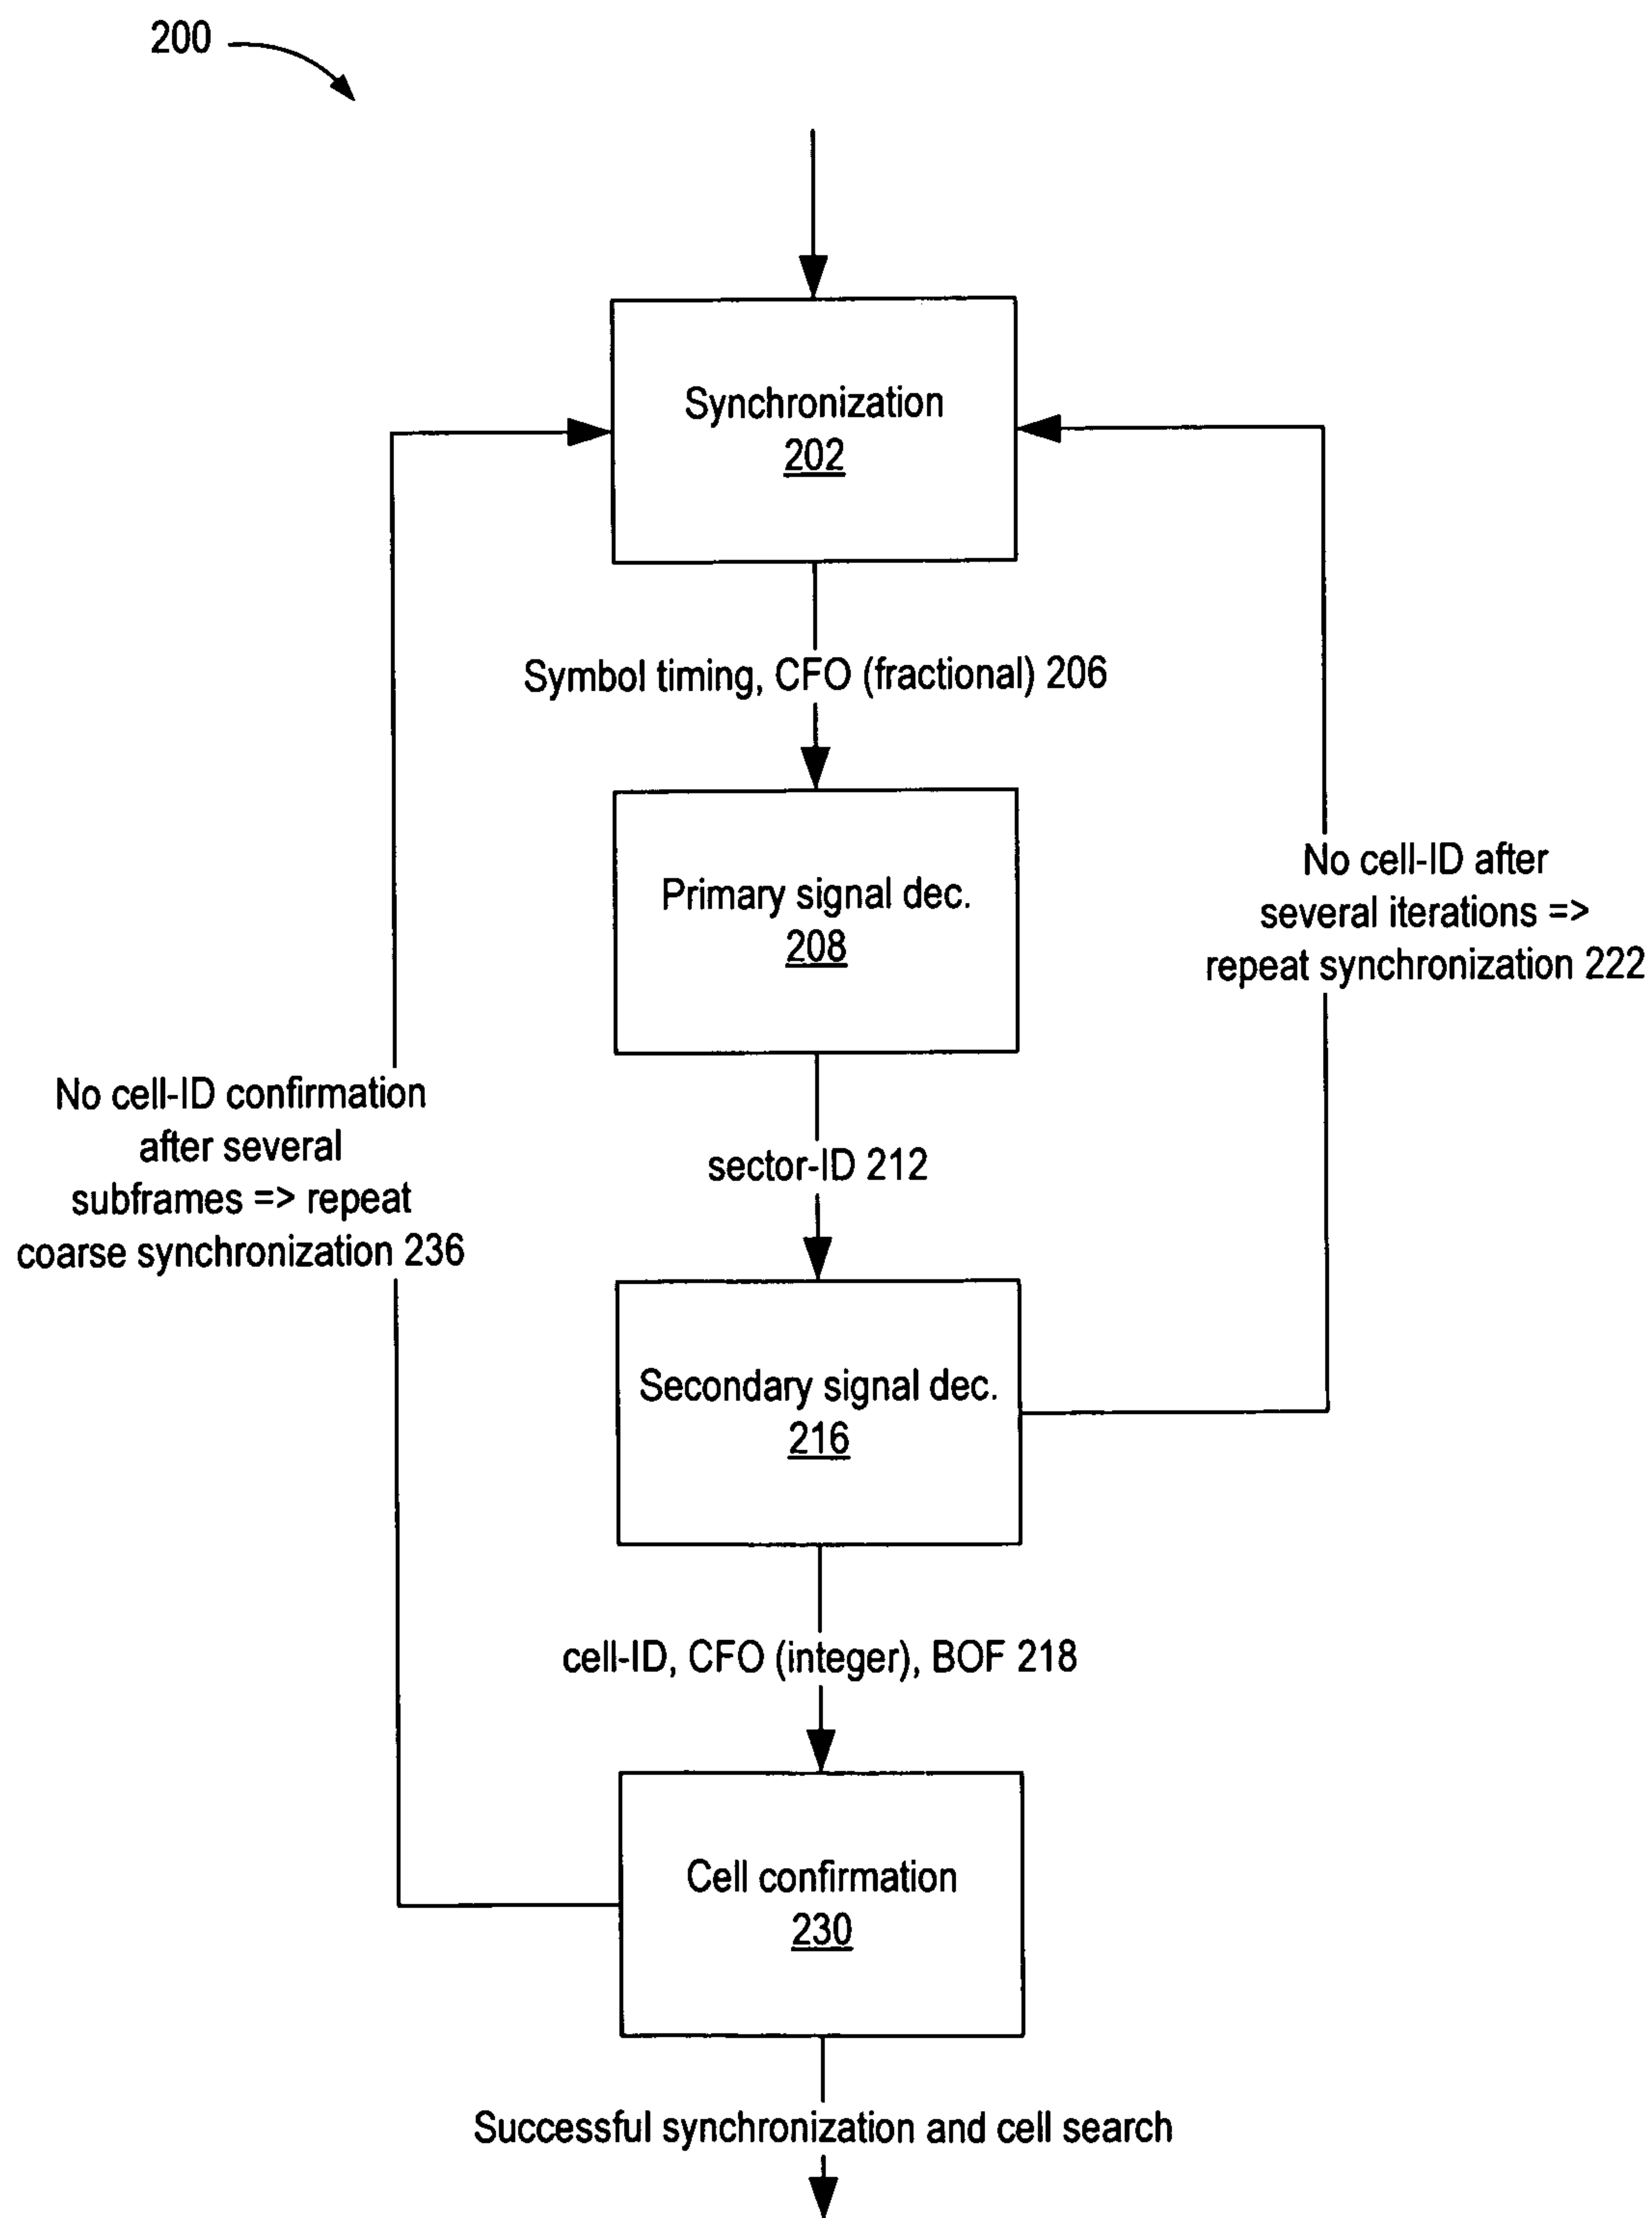 200
Synchronization
202
Symbol timing, CFO (fractional) 206
Primary signal dec.
208
No cell-ID after
several iterations =>
repeat synchronization 222
No cell-ID confirmation
after several
subframes => repeat
coarse synchronization 236
sector-ID 212
Secondary signal dec.
216
cell-ID, CFO (integer), BOF 218
Cell confirmation
230
Successful synchronization and cell search